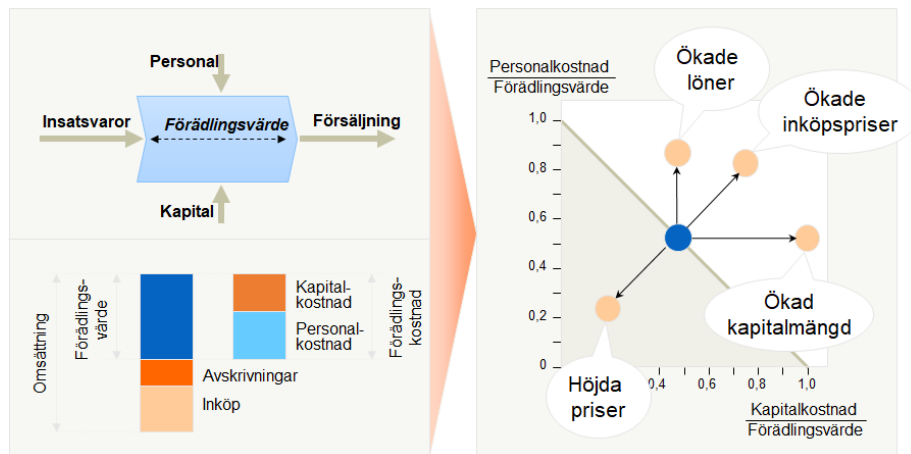 Personal
Insatsvaror
Förädlingsvärde
Försäljning
Kapital
Omsättning
Förädlings-
värde
Kapital-
kostnad
Personal-
kostnad
Förädlings-
kostnad
Avskrivningar
Inköp
Personalkostnad
Förädlingsvärde
Ökade
löner
Ökade
inköpspriser
1,0
0,8
0,6
0,4
0,2
0
Ökad
kapitalmängd
Höjda
priser
0,4
0,6
0,8
1,0
Kapitalkostnad
Förädlingsvärde